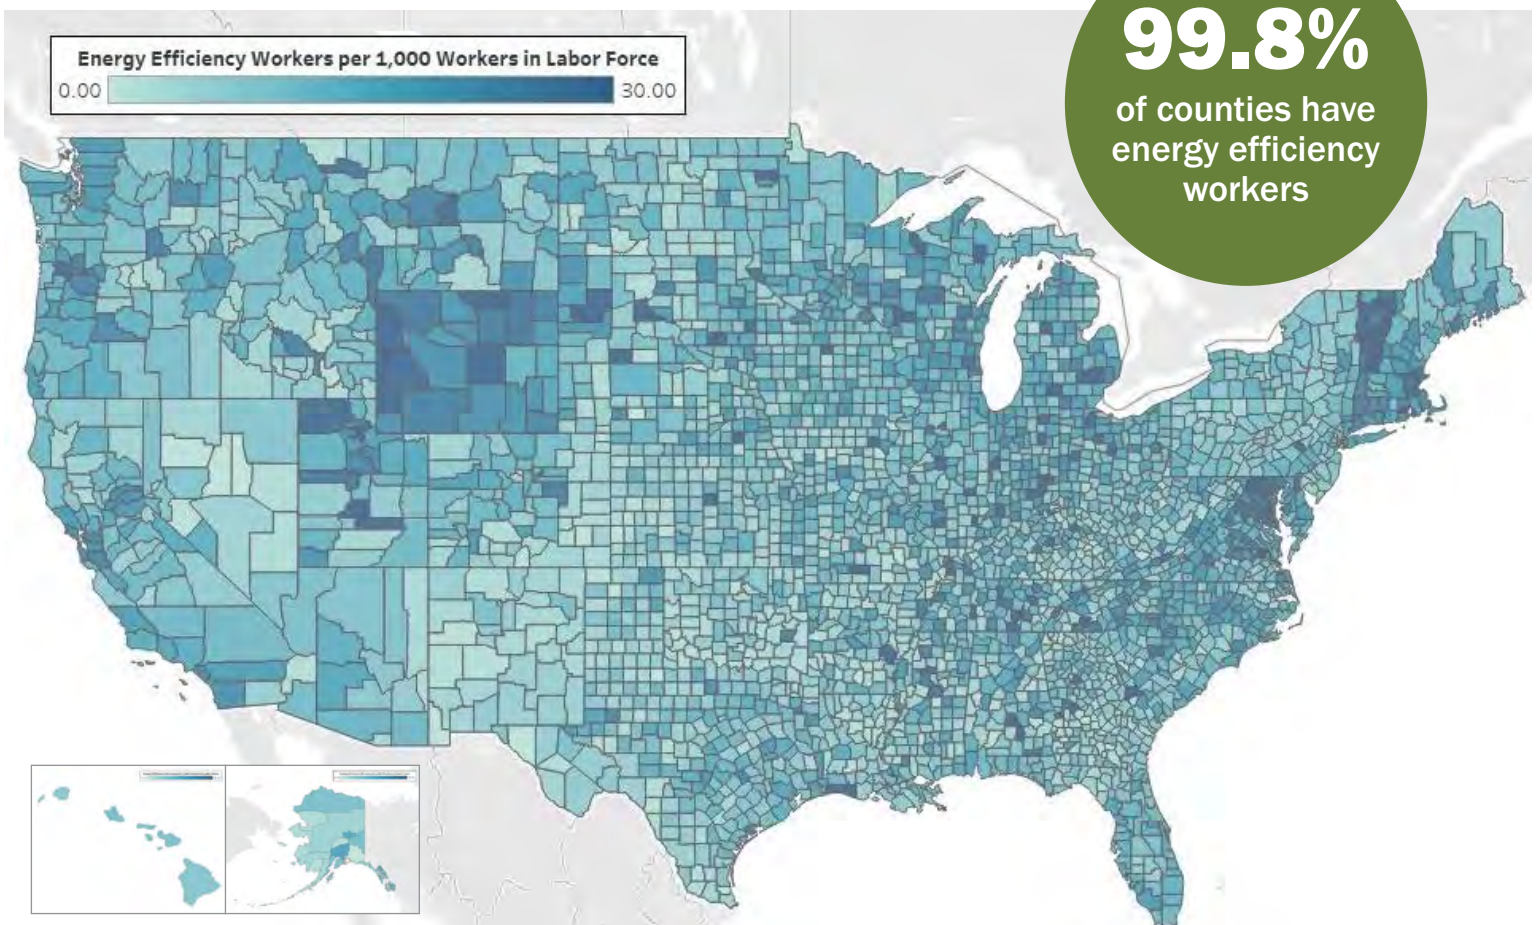 Energy Efficiency Workers per 1,000 Workers in Labor Force
0.00
30.00
99.8%
of counties have
energy efficiency
workers